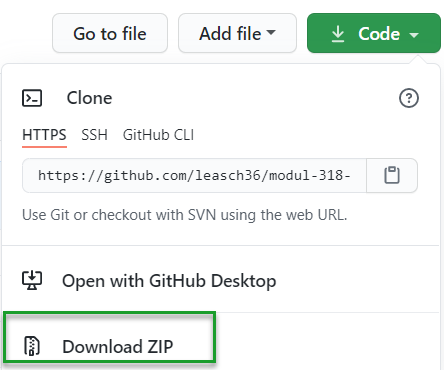 Go to file Add file Code
Clone
HTTPS SSH GitHub CLI
https://github.com/leasch36/modul-318-
Use Git or checkout with SVN using the web URL.
Open with GitHub Desktop
Download ZIP